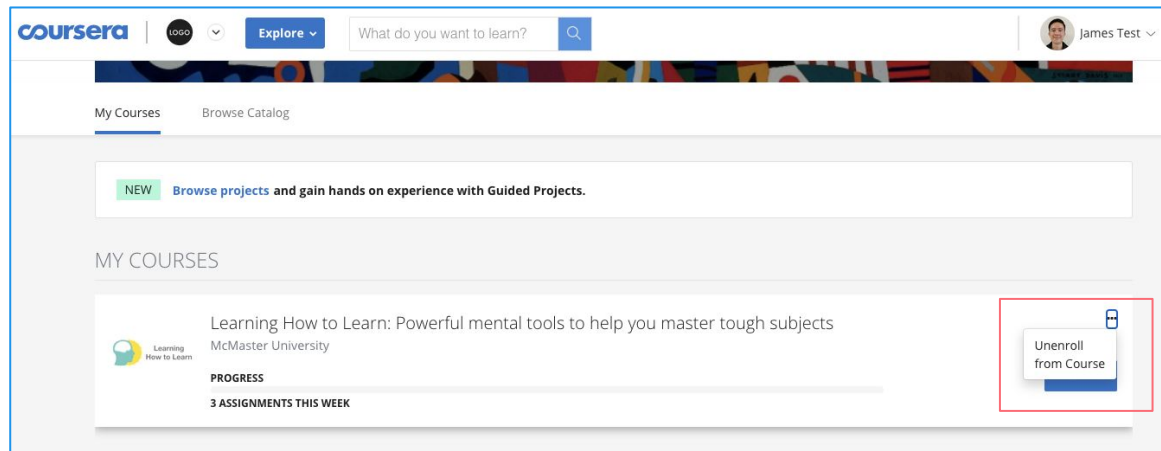 coursera
LOGO
Explore
What do you want to learn?
James Test
My Courses
Browse Catalog
NEW Browse projects and gain hands on experience with Guided Projects.
MY COURSES
Learning How to Learn: Powerful mental tools to help you master tough subjects
McMaster University
Learning
How to Learn
PROGRESS
3 ASSIGNMENTS THIS WEEK
Unenroll
from Course